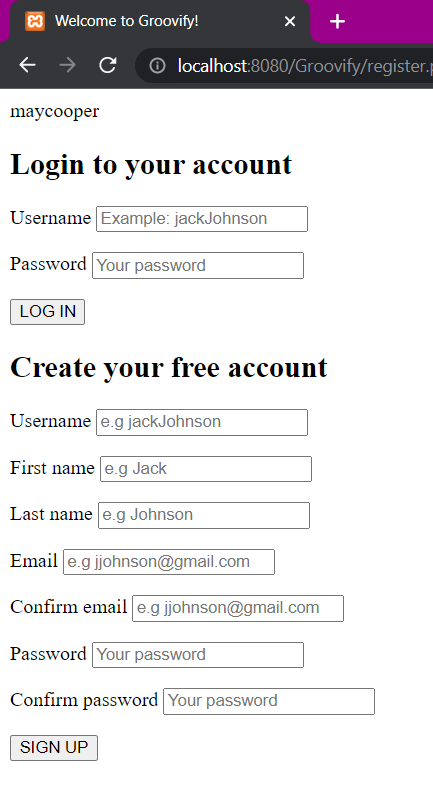 Welcome to Groovify!
localhost:8080/Groovify/register.
maycooper
Login to your account
Username Example: jackJohnson
Password Your password
LOG IN
Create your free account
Username e.g jackJohnson
First name e.g Jack
Last name e.g Johnson
Email e.g jjohnson@gmail.com
Confirm email e.g jjohnson@gmail.com
Password Your password
Confirm password Your password
SIGN UP